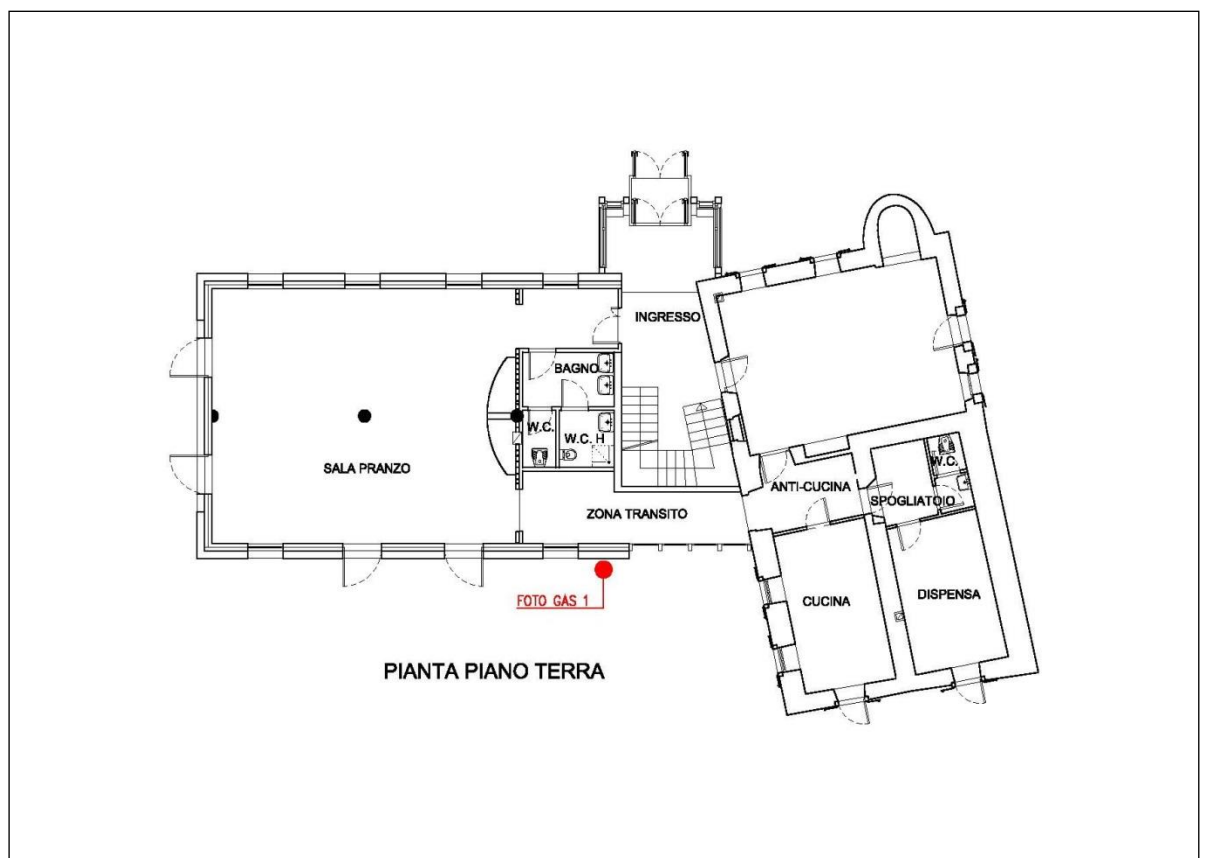 INGRESSO
BAGNO
W.C.
W.C. H
W.C.
SALA PRANZO
ANTI-CUCINA
SPOGLIATOIO
ZONA TRANSITO
FOTO GAS 1
CUCINA
DISPENSA
PIANTA PIANO TERRA